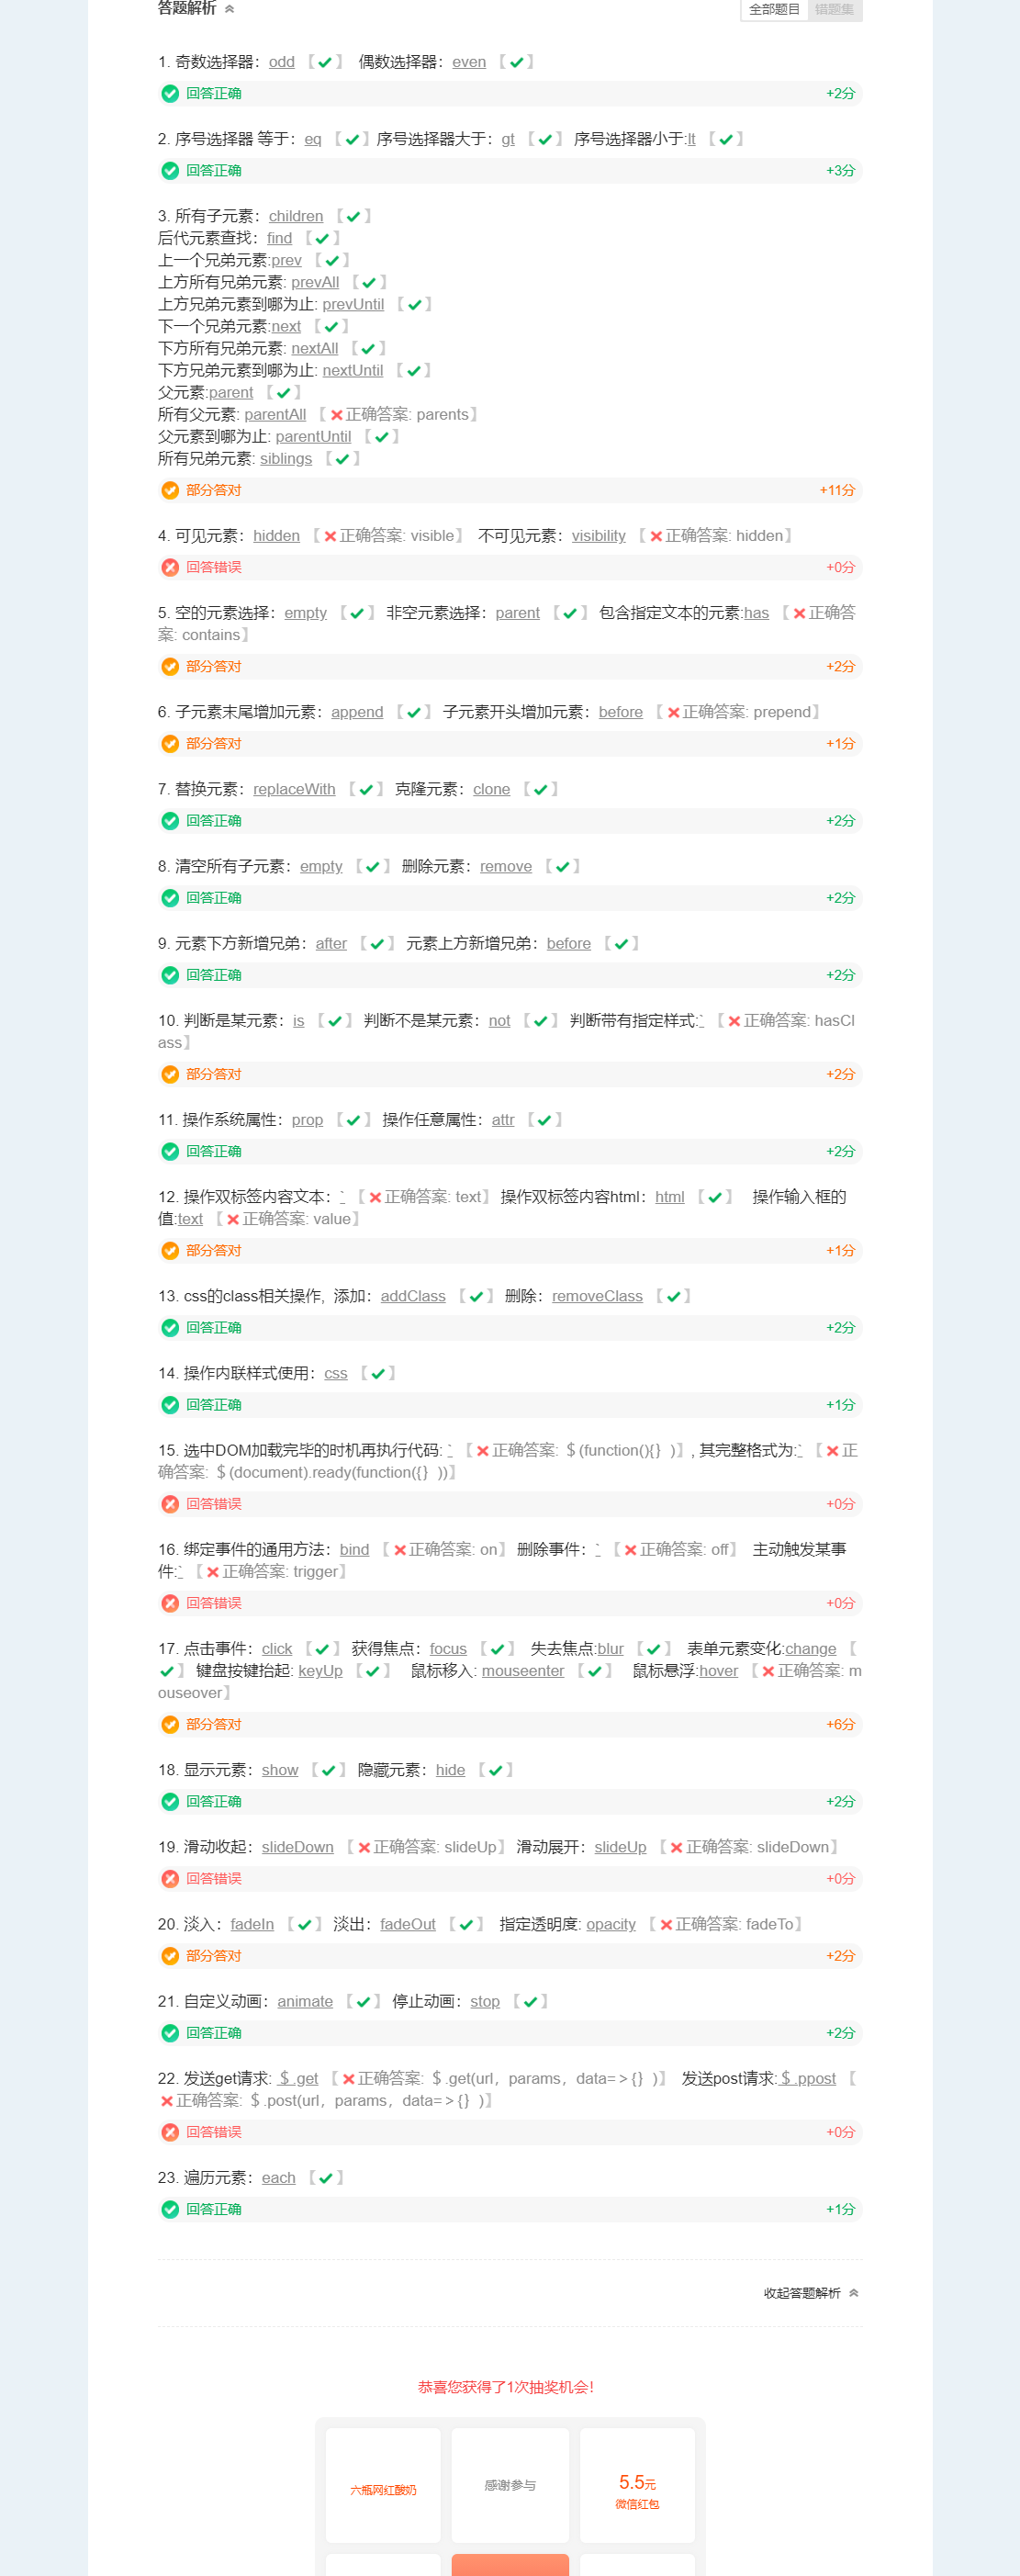 答题解析
全部题目 错题集
1. 奇数选择器：odd 【✔】 偶数选择器：even 【✔】
回答正确 +2分
2. 序号选择器 等于：eq 【✔】序号选择器大于：gt 【✔】 序号选择器小于:lt 【✔】
回答正确 +3分
3. 所有子元素：children 【✔】
后代元素查找：find 【✔】
上一个兄弟元素:prev 【✔】
上方所有兄弟元素: prevAll 【✔】
上方兄弟元素到哪为止: prevUntil 【✔】
下一个兄弟元素:next 【✔】
下方所有兄弟元素: nextAll 【✔】
下方兄弟元素到哪为止: nextUntil 【✔】
父元素:parent 【✔】
所有父元素: parentAll 【✖正确答案: parents】
父元素到哪为止: parentUntil 【✔】
所有兄弟元素: siblings 【✔】
部分答对 +11分
4. 可见元素：hidden 【✖正确答案: visible】 不可见元素：visibility 【✖正确答案: hidden】
回答错误 +0分
5. 空的元素选择：empty 【✔】 非空元素选择：parent 【✔】 包含指定文本的元素:has 【✖正确答
案: contains】
部分答对 +2分
6. 子元素末尾增加元素：append 【✔】 子元素开头增加元素：before 【✖正确答案: prepend】
部分答对 +1分
7. 替换元素：replaceWith 【✔】 克隆元素：clone 【✔】
回答正确 +2分
8. 清空所有子元素：empty 【✔】 删除元素：remove 【✔】
回答正确 +2分
9. 元素下方新增兄弟：after 【✔】 元素上方新增兄弟：before 【✔】
回答正确 +2分
10. 判断是某元素：is 【✔】 判断不是某元素：not 【✔】 判断带有指定样式:` 【✖正确答案: hasCl
ass】
部分答对 +2分
11. 操作系统属性：prop 【✔】 操作任意属性：attr 【✔】
回答正确 +2分
12. 操作双标签内容文本：` 【✖正确答案: text】 操作双标签内容html：html 【✔】 操作输入框的
值:text 【✖正确答案: value】
部分答对 +1分
13. css的class相关操作，添加：addClass 【✔】 删除：removeClass 【✔】
回答正确 +2分
14. 操作内联样式使用：css 【✔】
回答正确 +1分
15. 选中DOM加载完毕的时机再执行代码: ` 【✖正确答案: ＄(function(){｝)】, 其完整格式为:` 【✖正
确答案: ＄(document).ready(function({｝))】
回答错误 +0分
16. 绑定事件的通用方法：bind 【✖正确答案: on】 删除事件：` 【✖正确答案: off】 主动触发某事
件:` 【✖正确答案: trigger】
回答错误 +0分
17. 点击事件：click 【✔】 获得焦点：focus 【✔】 失去焦点:blur 【✔】 表单元素变化:change 【
✔】 键盘按键抬起: keyUp 【✔】 鼠标移入: mouseenter 【✔】 鼠标悬浮:hover 【✖正确答案: m
ouseover】
部分答对 +6分
18. 显示元素：show 【✔】 隐藏元素：hide 【✔】
回答正确 +2分
19. 滑动收起：slideDown 【✖正确答案: slideUp】 滑动展开：slideUp 【✖正确答案: slideDown】
回答错误 +0分
20. 淡入：fadeIn 【✔】 淡出：fadeOut 【✔】 指定透明度: opacity 【✖正确答案: fadeTo】
部分答对 +2分
21. 自定义动画：animate 【✔】 停止动画：stop 【✔】
回答正确 +2分
22. 发送get请求: ＄.get 【✖正确答案: ＄.get(url，params，data=＞{｝)】 发送post请求:＄.ppost 【
✖正确答案: ＄.post(url，params，data=＞{｝)】
回答错误 +0分
23. 遍历元素：each 【✔】
回答正确 +1分
收起答题解析
恭喜您获得了1次抽奖机会!
六瓶网红酸奶 感谢参与 5.5元
微信红包